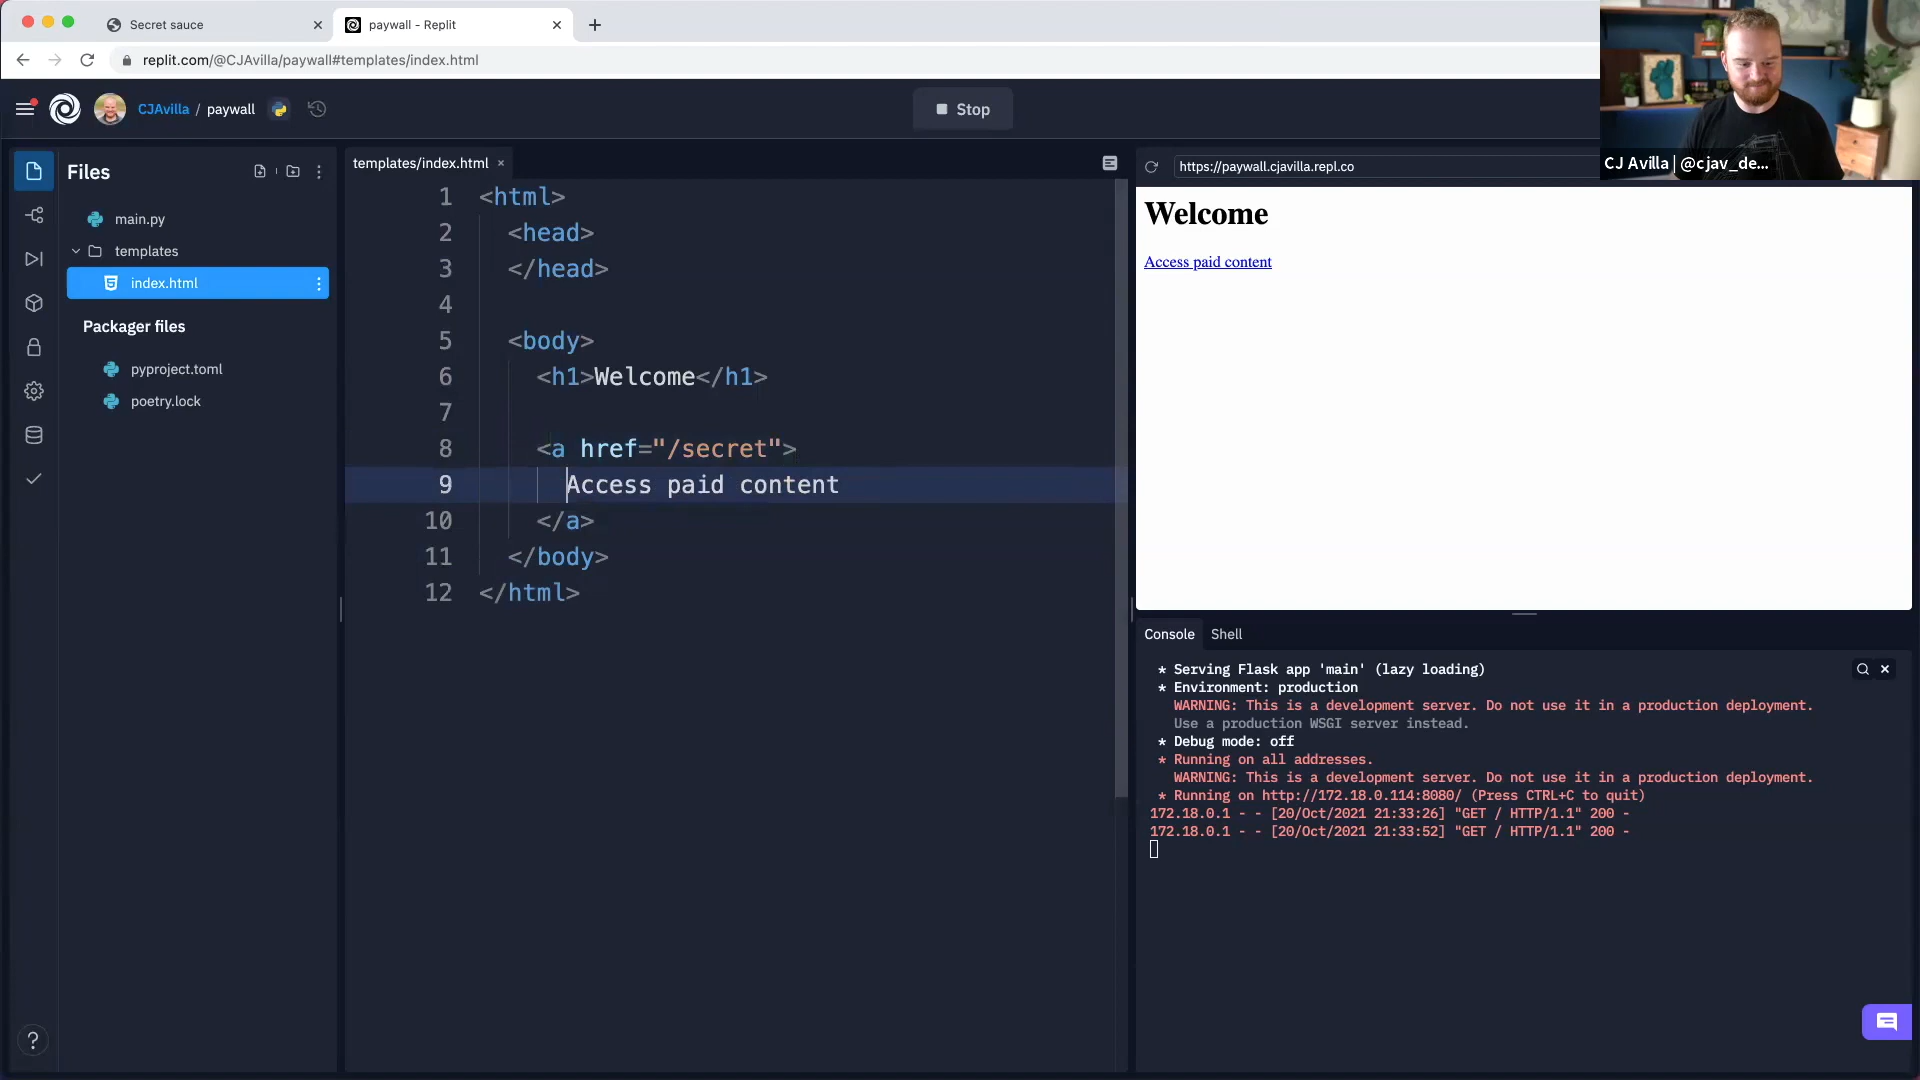 Secret sauce
paywall - Replit
replit.com/@CJAvilla/paywall#templates/index.html
CJAvilla / paywall
Stop
CJ Avilla | @cjav_de...
Files
main.py
templates
index.html
Packager files
pyproject.toml
poetry.lock
templates/index.html
1 <html>
2 <head>
3 </head>
4
5 <body>
6 <h1>Welcome</h1>
7
8 <a href="/secret">
9 Access paid content
10 </a>
11 </body>
12 </html>
https://paywall.cjavilla.repl.co
Welcome
Access paid content
Console Shell
* Serving Flask app 'main' (lazy loading)
* Environment: production
WARNING: This is a development server. Do not use it in a production deployment.
Use a production WSGI server instead.
* Debug mode: off
* Running on all addresses.
WARNING: This is a development server. Do not use it in a production deployment.
* Running on http://172.18.0.114:8080/ (Press CTRL+C to quit)
172.18.0.1 - - [20/Oct/2021 21:33:26] "GET / HTTP/1.1" 200 -
172.18.0.1 - - [20/Oct/2021 21:33:52] "GET / HTTP/1.1" 200 -
?